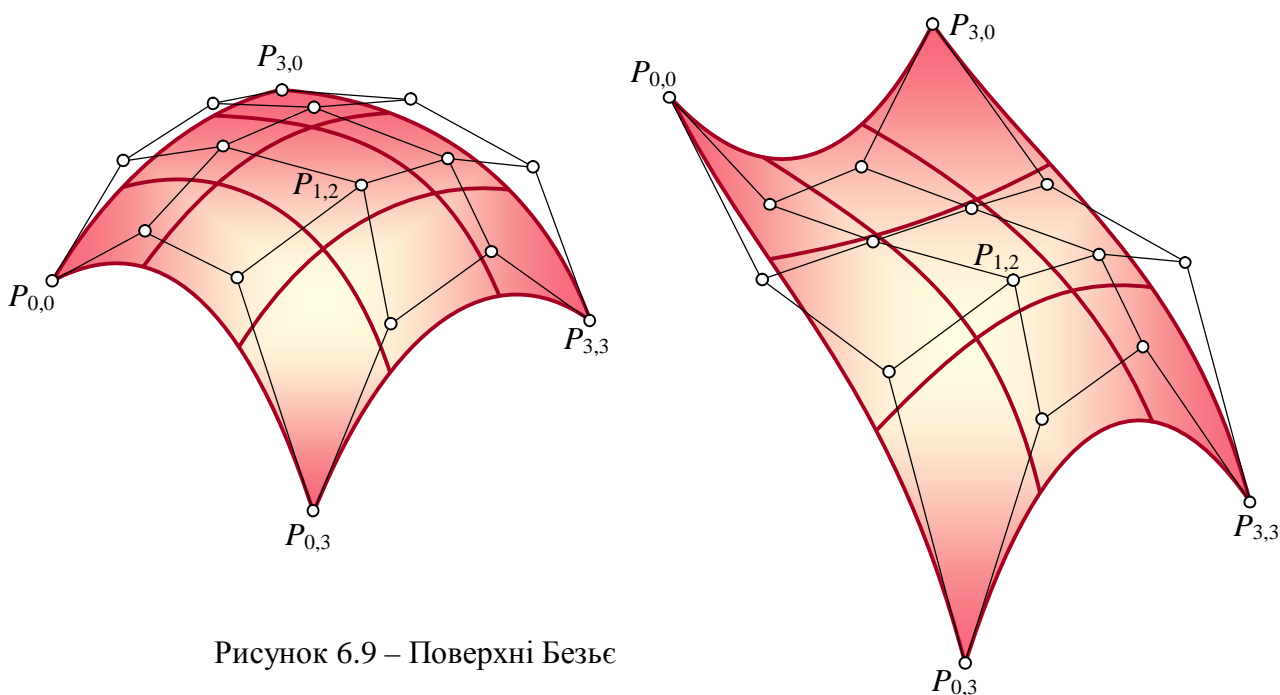 P3,0
P0,0
P1,2
P3,3
P0,3
P3,0
P0,0
P1,2
P3,3
P0,3
Рисунок 6.9 – Поверхні Безьє